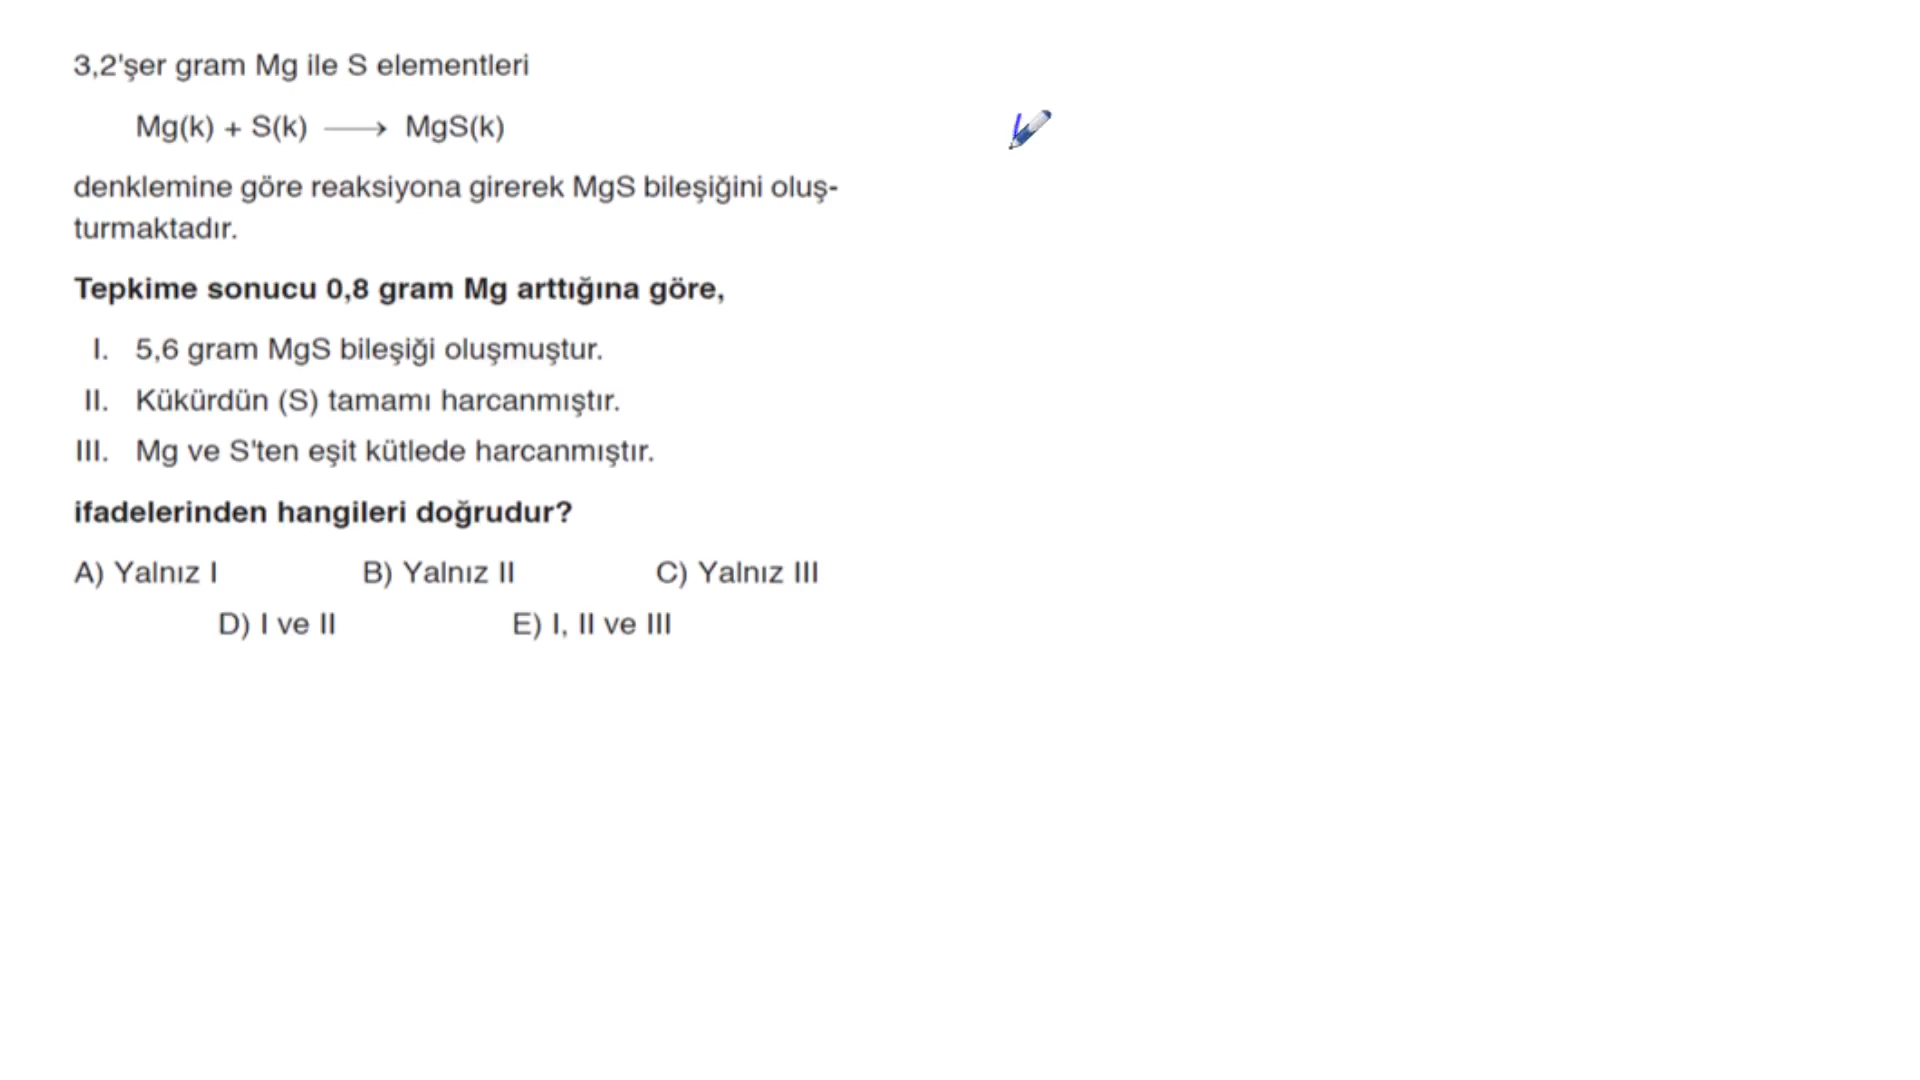 3,2'şer gram Mg ile S elementleri
Mg(k) + S(k) ⟶ MgS(k)
denklemine göre reaksiyona girerek MgS bileşiğini oluş-
turmaktadır.
Tepkime sonucu 0,8 gram Mg arttığına göre,
I. 5,6 gram MgS bileşiği oluşmuştur.
II. Kükürdün (S) tamamı harcanmıştır.
III. Mg ve S'ten eşit kütlede harcanmıştır.
ifadelerinden hangileri doğrudur?
A) Yalnız I B) Yalnız II C) Yalnız III
D) I ve II E) I, II ve III